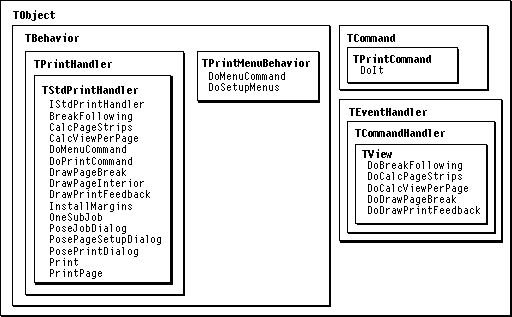 TObject
TBehavior
TPrintHandler
TStdPrintHandler
IStdPrintHandler
BreakFollowing
CalcPageStrips
CalcViewPerPage
DoMenuCommand
DoPrintCommand
DrawPageBreak
DrawPageInterior
DrawPrintFeedback
InstallMargins
OneSubJob
PoseJobDialog
PosePageSetupDialog
PosePrintDialog
Print
PrintPage
TPrintMenuBehavior
DoMenuCommand
DoSetupMenus
TCommand
TPrintCommand
DoIt
TEventHandler
TCommandHandler
TView
DoBreakFollowing
DoCalcPageStrips
DoCalcViewPerPage
DoDrawPageBreak
DoDrawPrintFeedback